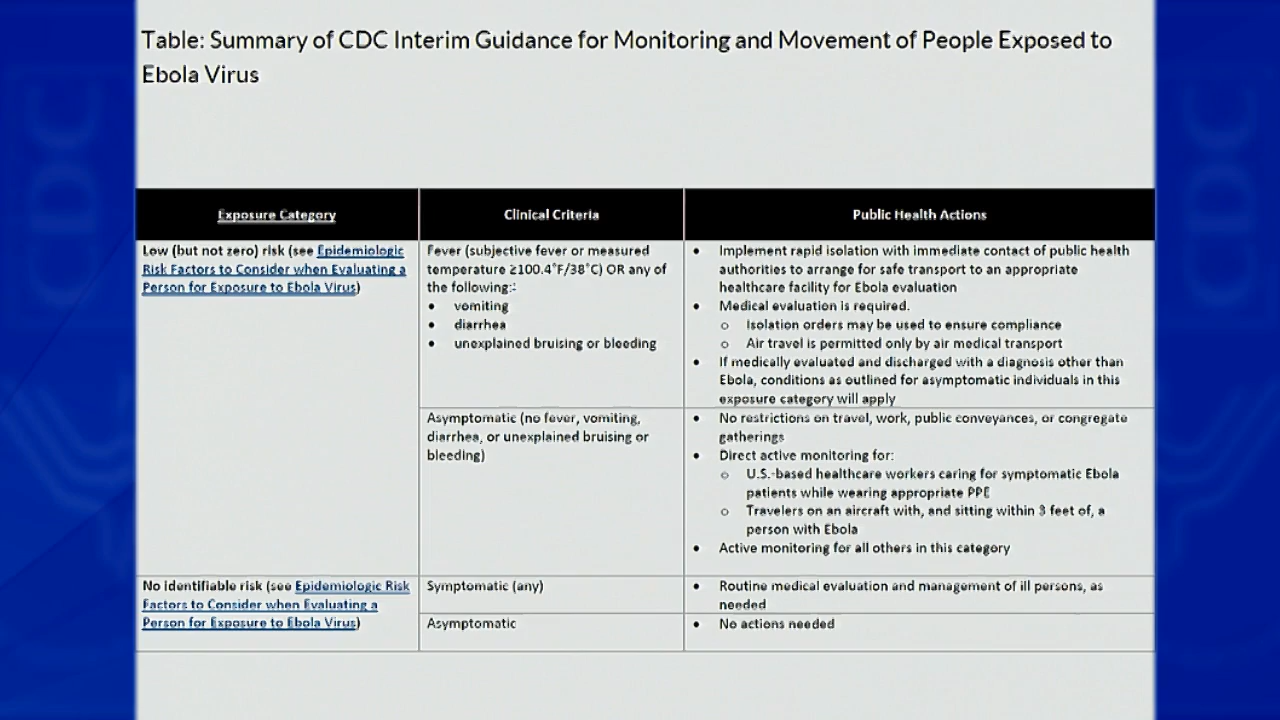 Table: Summary of CDC Interim Guidance for Monitoring and Movement of People Exposed to
Ebola Virus
Exposure Category
Clinical Criteria
Public Health Actions
Low (but not zero) risk (see Epidemiologic
Risk Factors to Consider when Evaluating a
Person for Exposure to Ebola Virus)
Fever (subjective fever or measured
temperature ≥100.4°F/38°C) OR any of
the following:
• vomiting
• diarrhea
• unexplained bruising or bleeding
• Implement rapid isolation with immediate contact of public health
authorities to arrange for safe transport to an appropriate
healthcare facility for Ebola evaluation
• Medical evaluation is required.
o Isolation orders may be used to ensure compliance
o Air travel is permitted only by air medical transport
• If medically evaluated and discharged with a diagnosis other than
Ebola, conditions as outlined for asymptomatic individuals in this
exposure category will apply
Asymptomatic (no fever, vomiting,
diarrhea, or unexplained bruising or
bleeding)
• No restrictions on travel, work, public conveyances, or congregate
gatherings
• Direct active monitoring for:
o U.S.-based healthcare workers caring for symptomatic Ebola
patients while wearing appropriate PPE
o Travelers on an aircraft with, and sitting within 3 feet of, a
person with Ebola
• Active monitoring for all others in this category
No identifiable risk (see Epidemiologic Risk
Factors to Consider when Evaluating a
Person for Exposure to Ebola Virus)
Symptomatic (any)
• Routine medical evaluation and management of ill persons, as
needed
Asymptomatic
• No actions needed
CDC
CDC